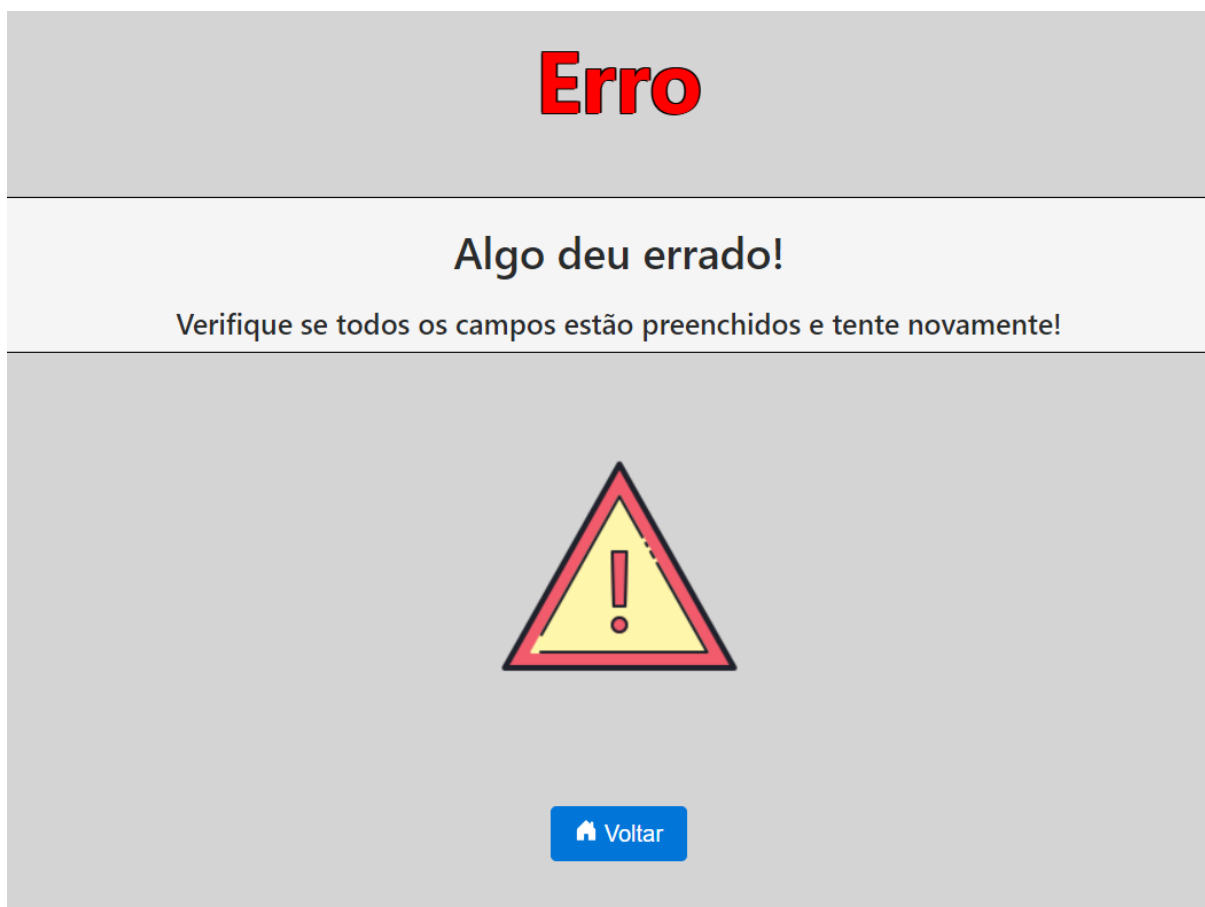 Erro
Algo deu errado!
Verifique se todos os campos estão preenchidos e tente novamente!
!
Voltar